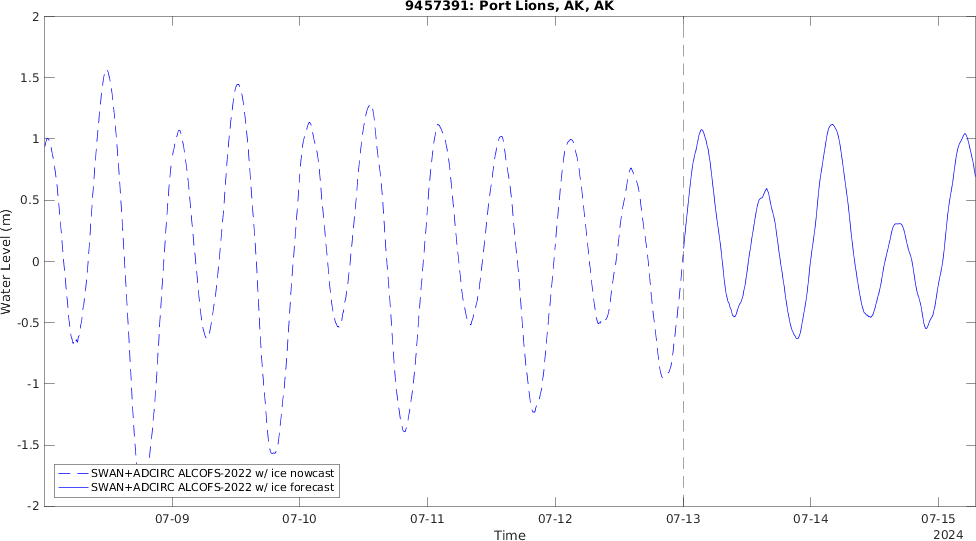 9457391: Port Lions, AK, AK
2
1.5
1
0.5
0
-0.5
-1
-1.5
-2
Water Level (m)
SWAN+ADCIRC ALCOFS-2022 w/ ice nowcast
SWAN+ADCIRC ALCOFS-2022 w/ ice forecast
07-09 07-10 07-11 07-12 07-13 07-14 07-15
Time
2024